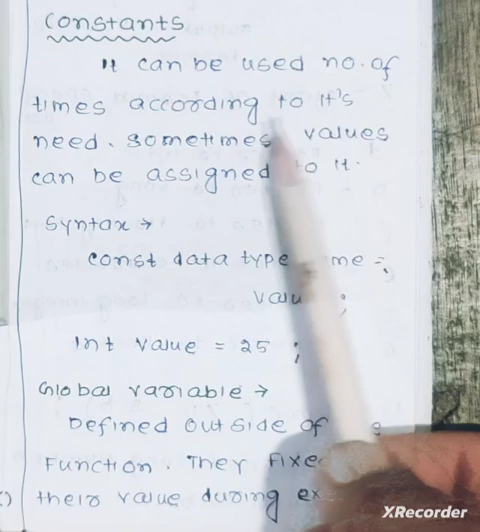 Constants
It can be used no. of
times according to it's
need. sometimes values
can be assigned to it.
Syntax →
const data type me =
valu ;
Int value = 25 ;
Global variable →
Defined outside of
Function. They Fixe
their value during ex
XRecorder